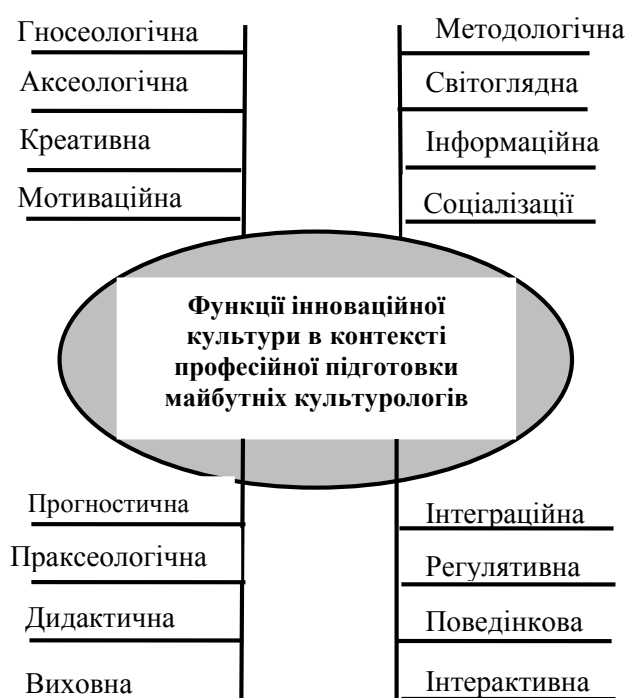 Гносеологічна
Аксеологічна
Креативна
Мотиваційна
Методологічна
Світоглядна
Інформаційна
Соціалізації
Функції інноваційної
культури в контексті
професійної підготовки
майбутніх культурологів
Прогностична
Праксеологічна
Дидактична
Виховна
Інтеграційна
Регулятивна
Поведінкова
Інтерактивна